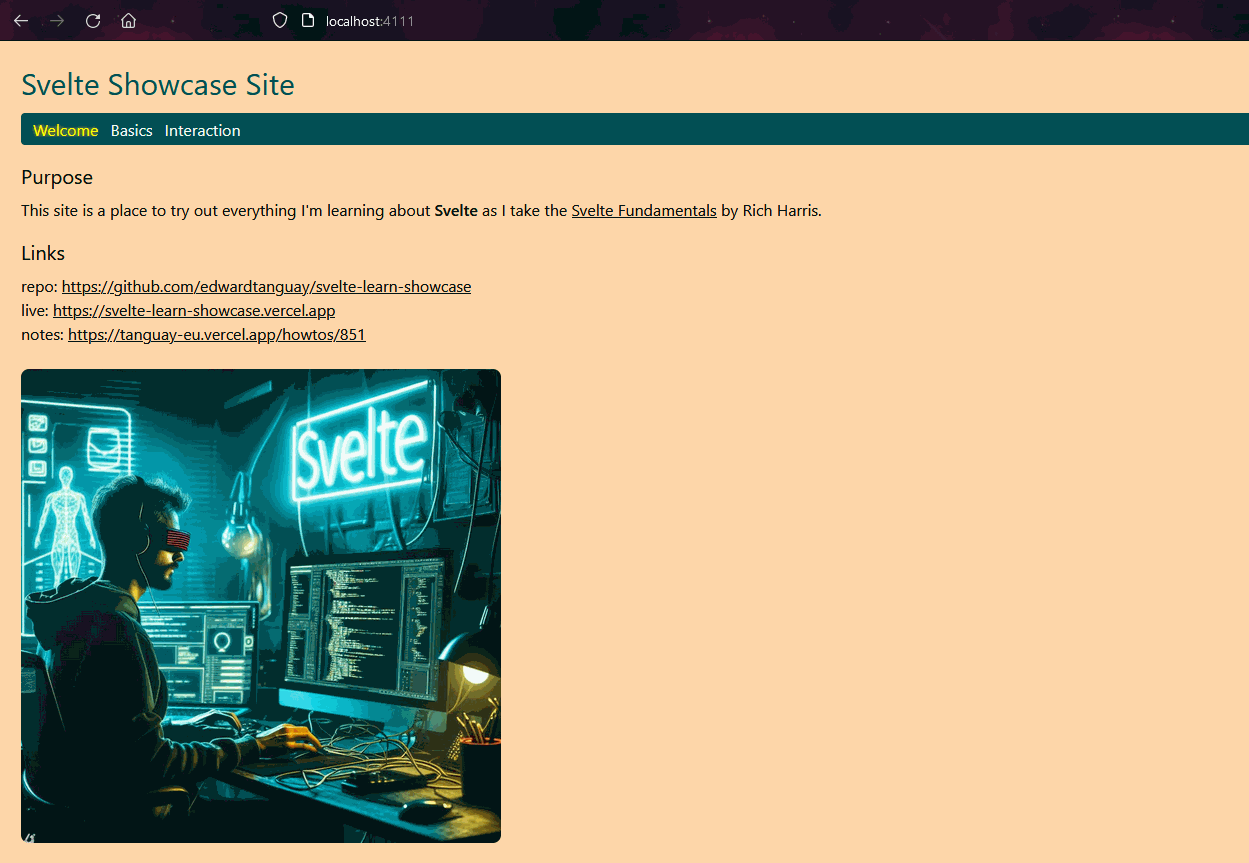 localhost:4111
Svelte Showcase Site
Welcome Basics Interaction
Purpose
This site is a place to try out everything I'm learning about Svelte as I take the Svelte Fundamentals by Rich Harris.
Links
repo: https://github.com/edwardtanguay/svelte-learn-showcase
live: https://svelte-learn-showcase.vercel.app
notes: https://tanguay-eu.vercel.app/howtos/851
Svelte